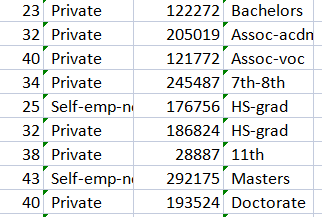 23 Private 122272 Bachelors
32 Private 205019 Assoc-acdn
40 Private 121772 Assoc-voc
34 Private 245487 7th-8th
25 Self-emp-n 176756 HS-grad
32 Private 186824 HS-grad
38 Private 28887 11th
43 Self-emp-n 292175 Masters
40 Private 193524 Doctorate